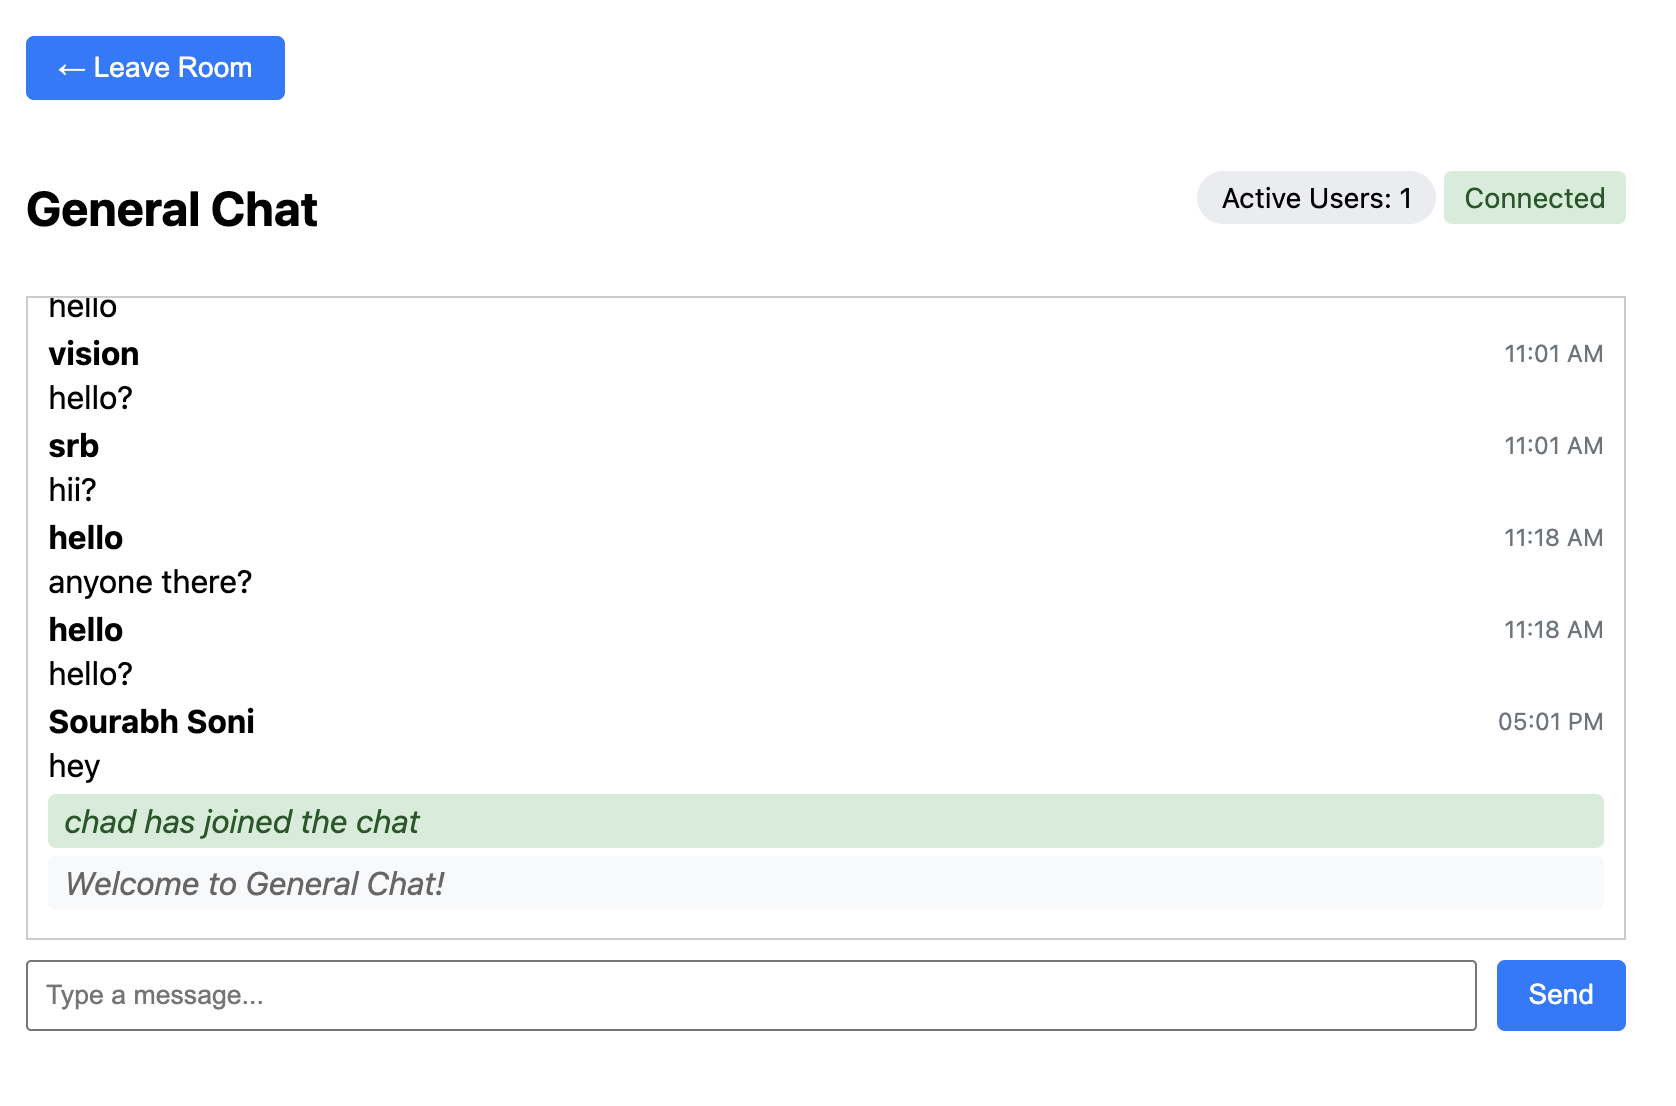 ← Leave Room
General Chat
Active Users: 1
Connected
hello
vision 11:01 AM
hello?
srb 11:01 AM
hii?
hello 11:18 AM
anyone there?
hello 11:18 AM
hello?
Sourabh Soni 05:01 PM
hey
chad has joined the chat
Welcome to General Chat!
Type a message...
Send